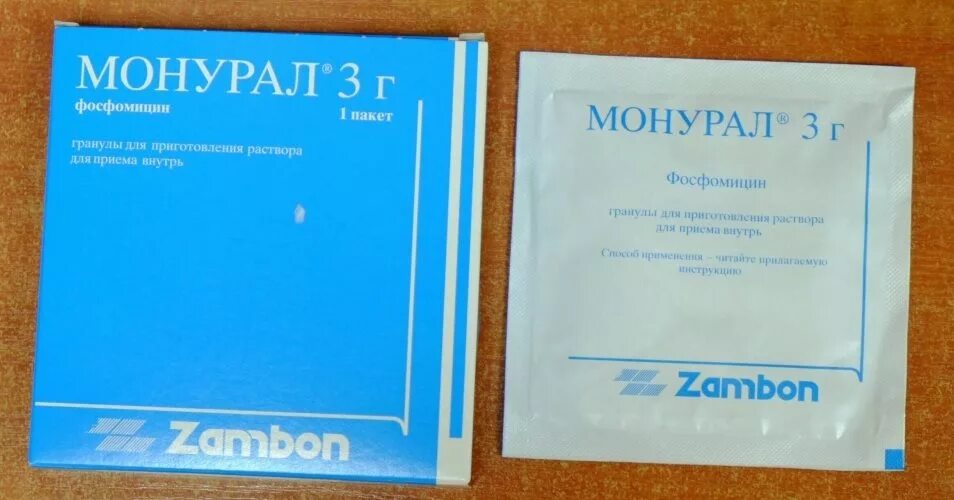 МОНУРАЛ® 3 г
фосфомицин
1 пакет
гранулы для приготовления раствора
для приема внутрь
Zambon
МОНУРАЛ® 3 г
Фосфомицин
гранулы для приготовления раствора
для приема внутрь
Способ применения – читайте прилагаемую
инструкцию
Zambon